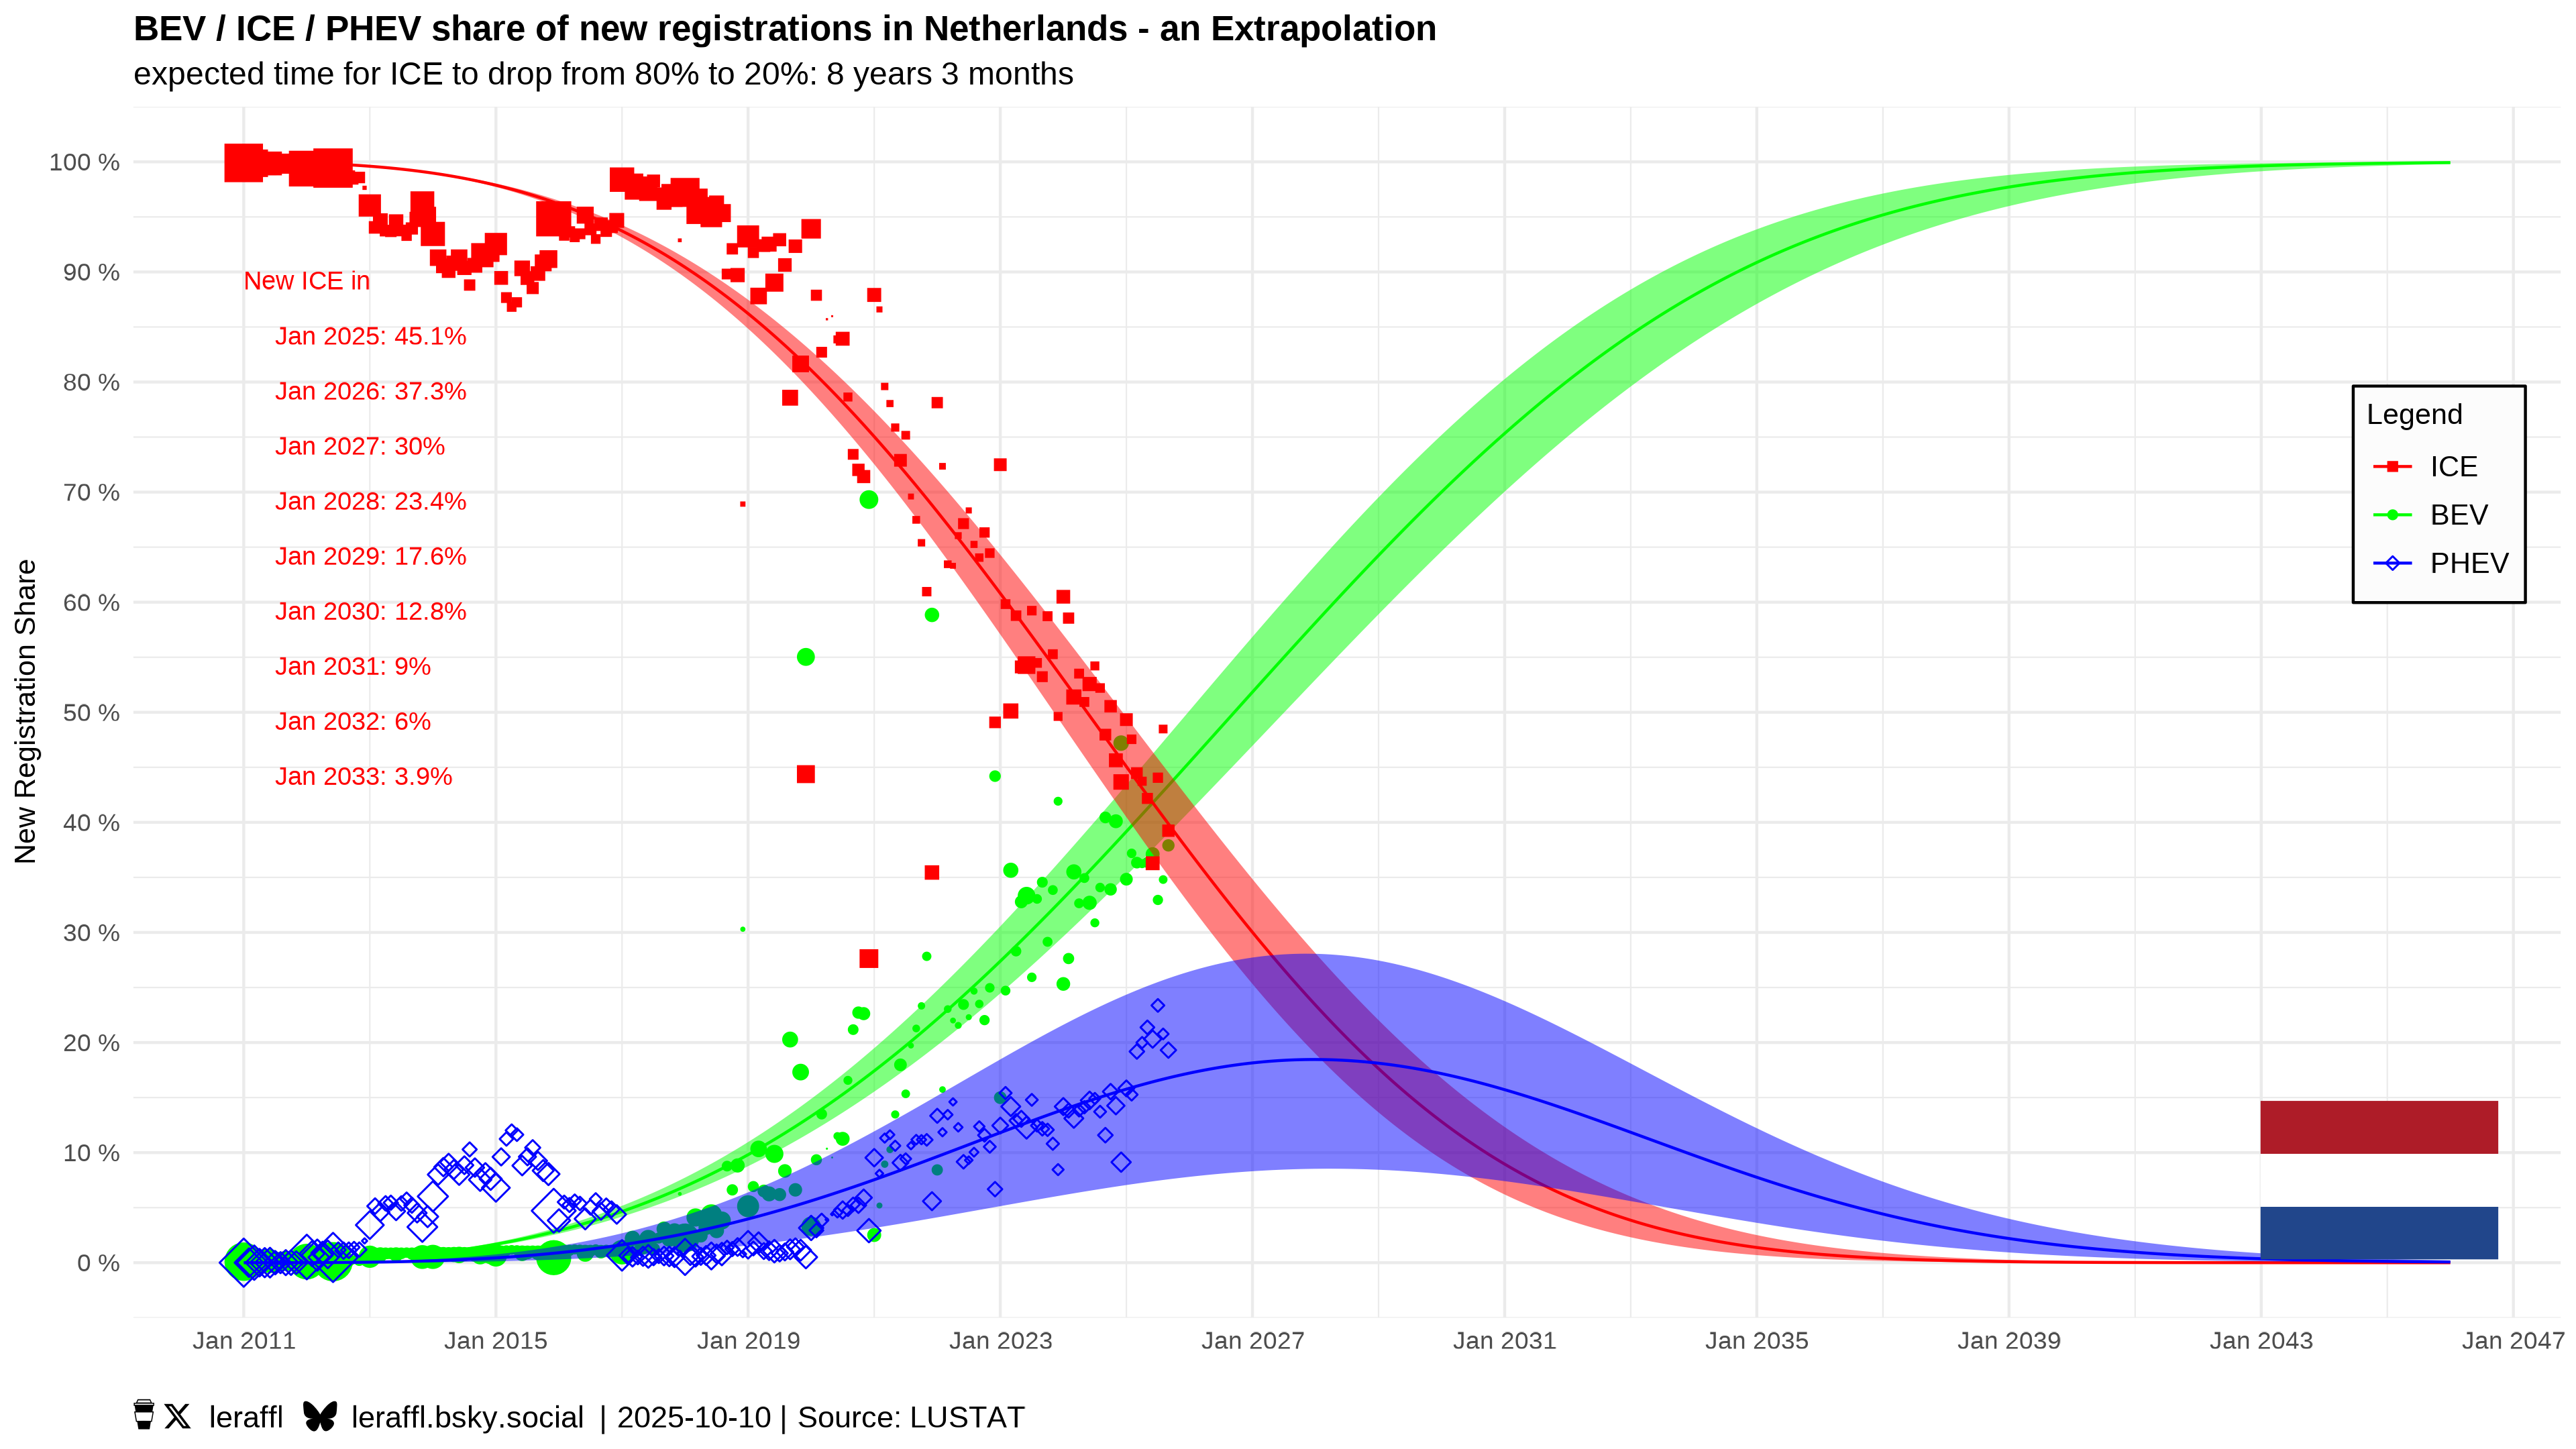 BEV / ICE / PHEV share of new registrations in Netherlands - an Extrapolation
expected time for ICE to drop from 80% to 20%: 8 years 3 months
New Registration Share
100 %
90 %
80 %
70 %
60 %
50 %
40 %
30 %
20 %
10 %
0 %
New ICE in
Jan 2025: 45.1%
Jan 2026: 37.3%
Jan 2027: 30%
Jan 2028: 23.4%
Jan 2029: 17.6%
Jan 2030: 12.8%
Jan 2031: 9%
Jan 2032: 6%
Jan 2033: 3.9%
Legend
ICE
BEV
PHEV
Jan 2011 Jan 2015 Jan 2019 Jan 2023 Jan 2027 Jan 2031 Jan 2035 Jan 2039 Jan 2043 Jan 2047
leraffl leraffl.bsky.social | 2025-10-10 | Source: LUSTAT